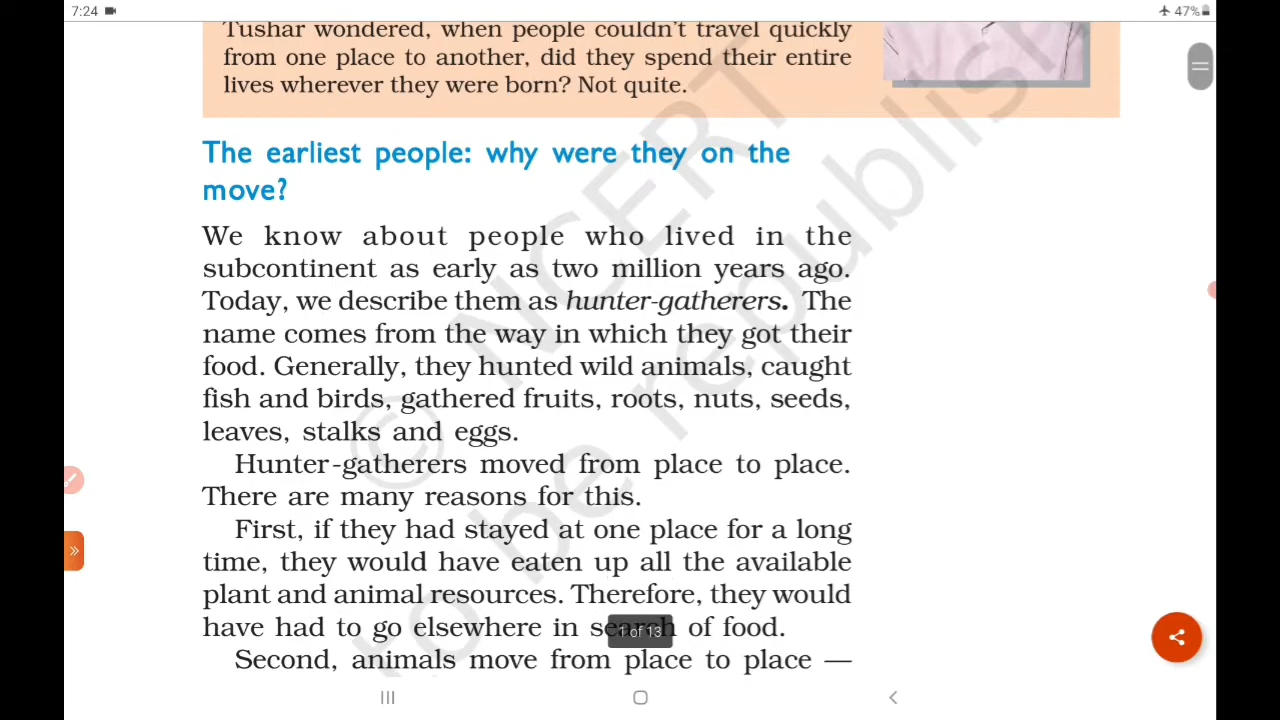 7:24
47%
Tushar wondered, when people couldn't travel quickly
from one place to another, did they spend their entire
lives wherever they were born? Not quite.
The earliest people: why were they on the
move?
We know about people who lived in the
subcontinent as early as two million years ago.
Today, we describe them as hunter-gatherers. The
name comes from the way in which they got their
food. Generally, they hunted wild animals, caught
fish and birds, gathered fruits, roots, nuts, seeds,
leaves, stalks and eggs.
Hunter-gatherers moved from place to place.
There are many reasons for this.
First, if they had stayed at one place for a long
time, they would have eaten up all the available
plant and animal resources. Therefore, they would
have had to go elsewhere in search of food.
1 of 13
Second, animals move from place to place —
© NCERT
to be republish